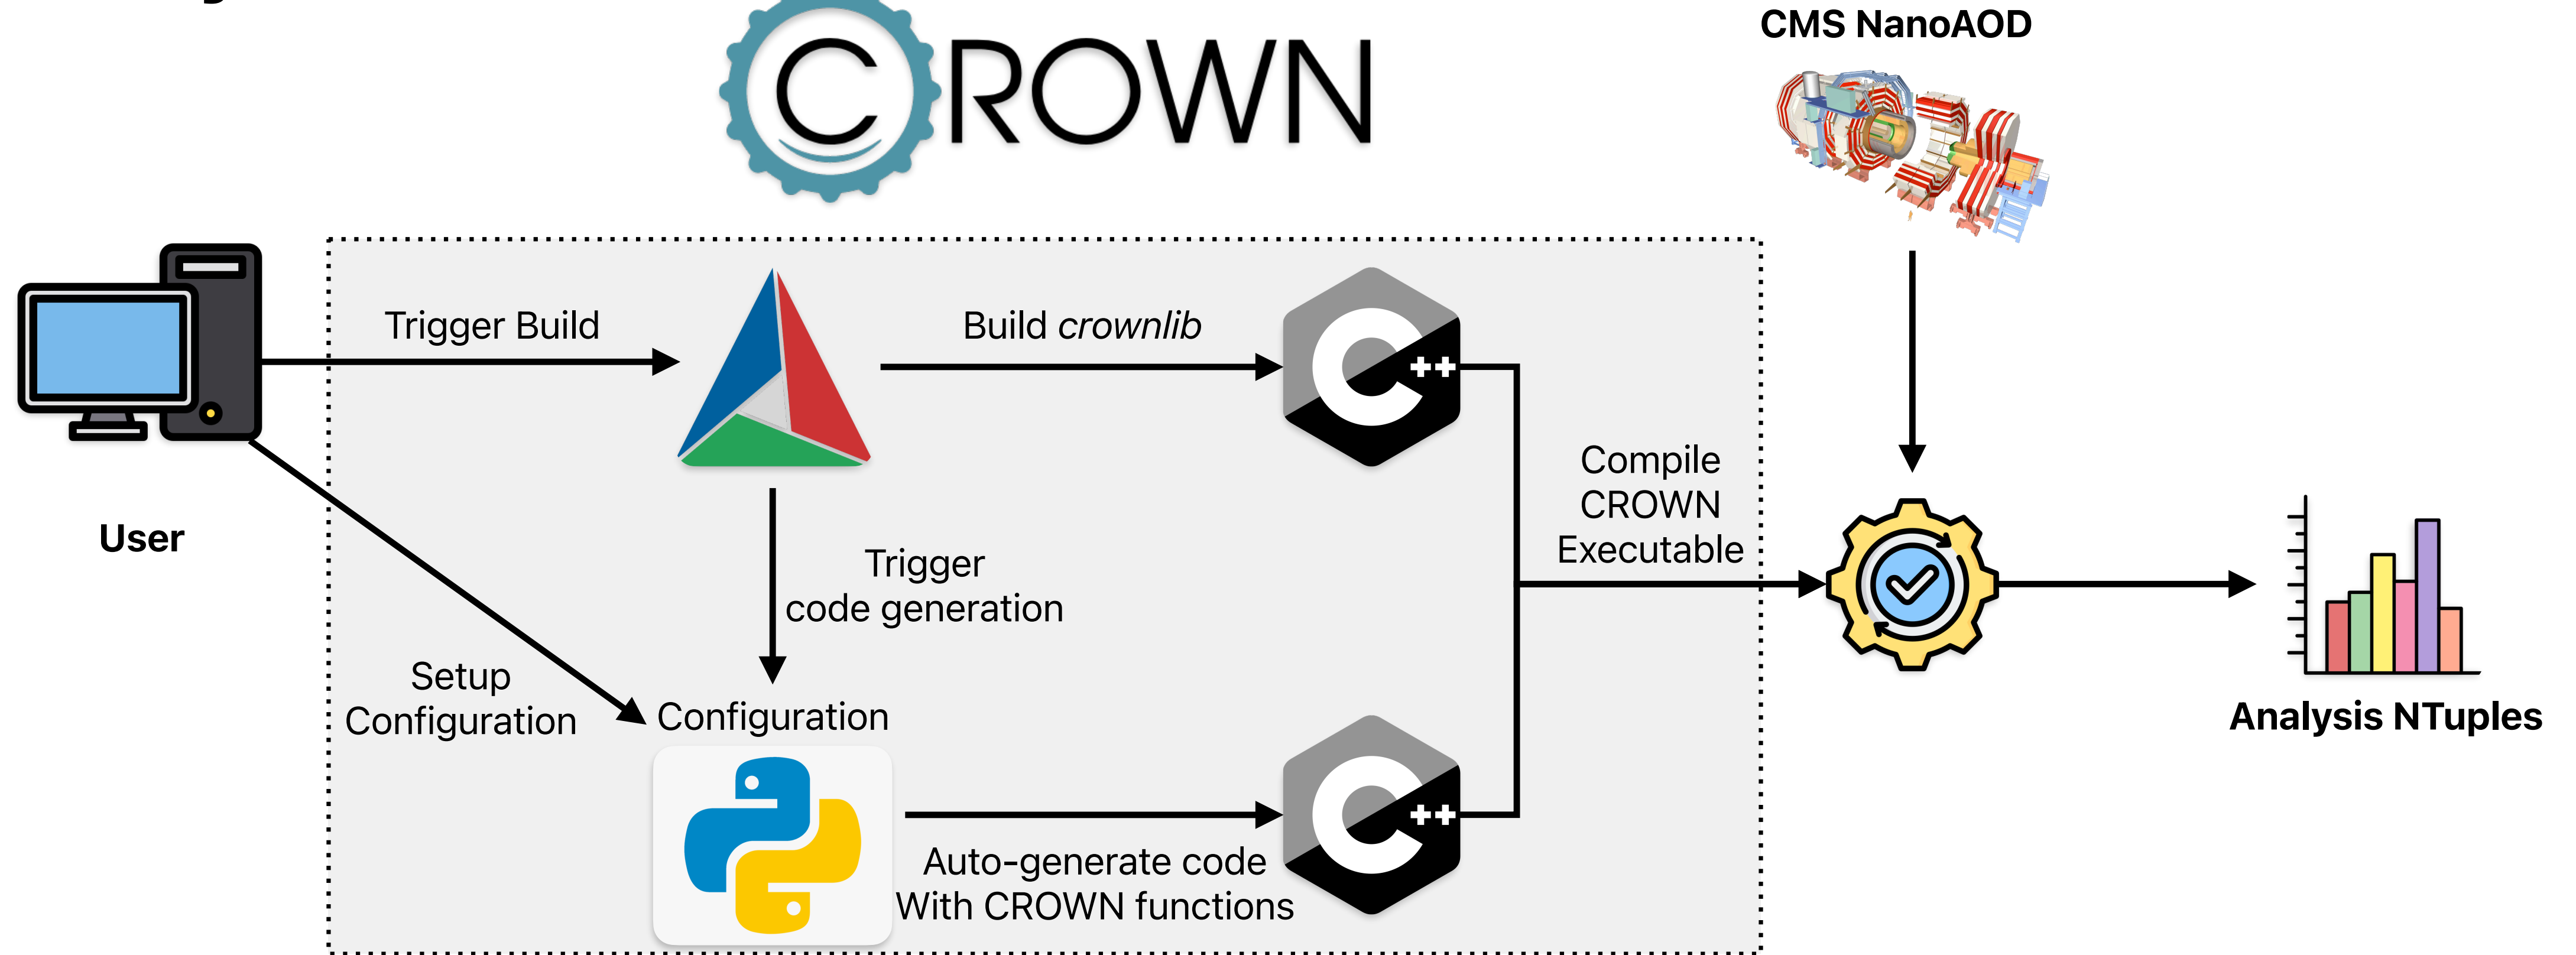 CROWN
CMS NanoAOD
Trigger Build
Build crownlib
C++
User
Compile
CROWN
Executable
Trigger
code generation
Setup
Configuration
Configuration
Analysis NTuples
C++
Auto-generate code
With CROWN functions